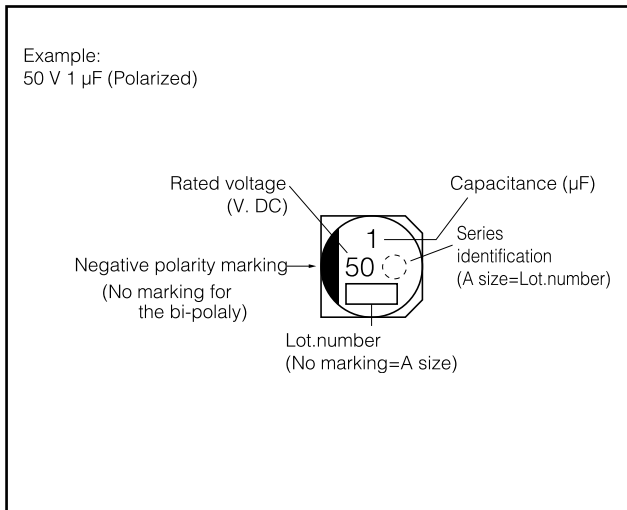 Example:
50 V 1 µF (Polarized)
Rated voltage
(V. DC)
Capacitance (µF)
1
50
Series
identification
(A size=Lot.number)
Negative polarity marking
(No marking for
the bi-polaly)
Lot.number
(No marking=A size)